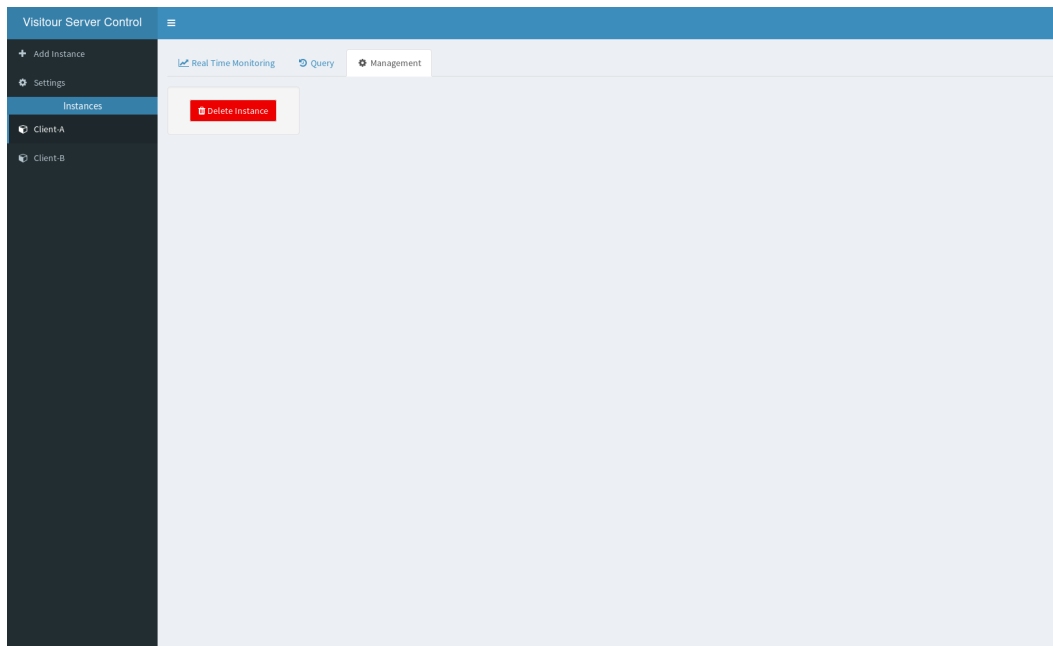 Visitour Server Control
Add Instance
Settings
Instances
Client-A
Client-B
Real Time Monitoring
Query
Management
Delete Instance